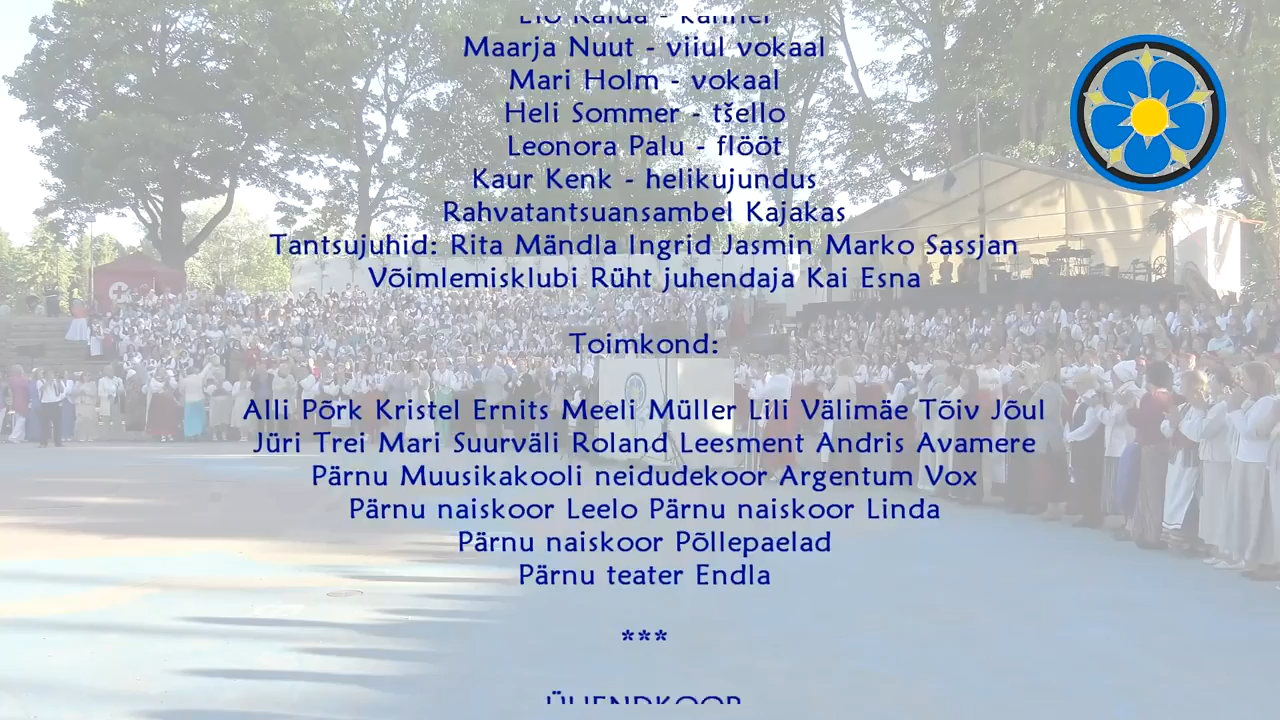 Maarja Nuut - viiul vokaal
Mari Holm - vokaal
Heli Sommer - tšello
Leonora Palu - flööt
Kaur Kenk - helikujundus
Rahvatantsuansambel Kajakas
Tantsujuhid: Rita Mändla Ingrid Jasmin Marko Sassjan
Võimlemisklubi Rüht juhendaja Kai Esna
Toimkond:
Alli Põrk Kristel Ernits Meeli Müller Lili Välimäe Tõiv Jõul
Jüri Trei Mari Suurväli Roland Leesment Andris Avamere
Pärnu Muusikakooli neidudekoor Argentum Vox
Pärnu naiskoor Leelo Pärnu naiskoor Linda
Pärnu naiskoor Põllepaelad
Pärnu teater Endla
***
ÜHENDKOOR